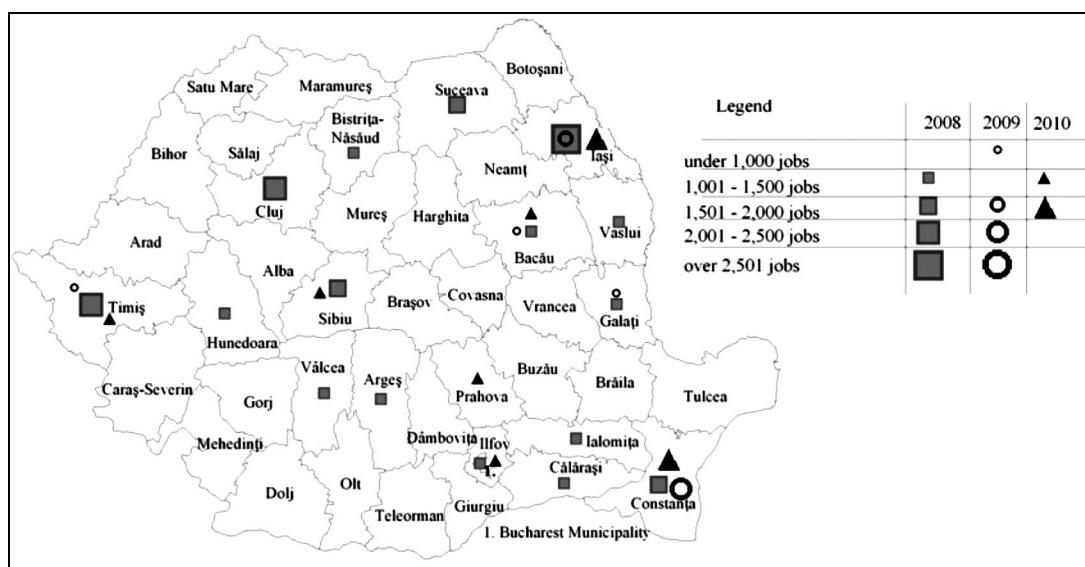 Botoşani
Satu Mare
Maramureş
Suceava
Bistriţa-
Năsăud
Bihor
Sălaj
Iaşi
Neamţ
Cluj
Mureş
Harghita
Vaslui
Arad
Bacău
Alba
Timiş
Sibiu
Braşov
Covasna
Vrancea
Galaţi
Hunedoara
Vâlcea
Argeş
Buzău
Caraş-Severin
Gorj
Prahova
Brăila
Tulcea
Mehedinţi
Dâmboviţa
Ilfov
Ialomiţa
1.
Călăraşi
Dolj
Olt
Teleorman
Giurgiu
Constanţa
1. Bucharest Municipality
Legend
2008 2009 2010
under 1,000 jobs
1,001 - 1,500 jobs
1,501 - 2,000 jobs
2,001 - 2,500 jobs
over 2,501 jobs